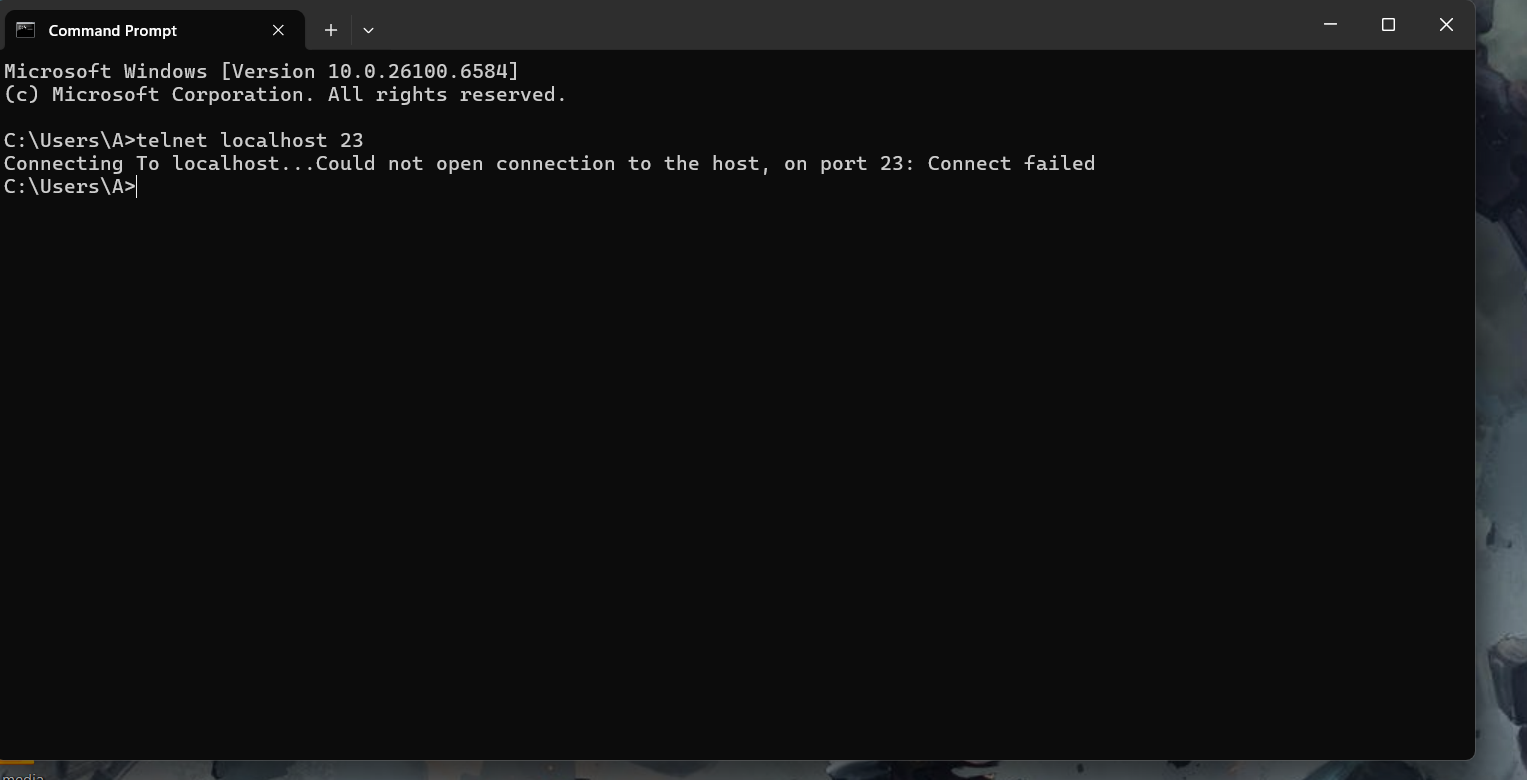 Command Prompt
Microsoft Windows [Version 10.0.26100.6584]
(c) Microsoft Corporation. All rights reserved.
C:\Users\A>telnet localhost 23
Connecting To localhost...Could not open connection to the host, on port 23: Connect failed
C:\Users\A>
media